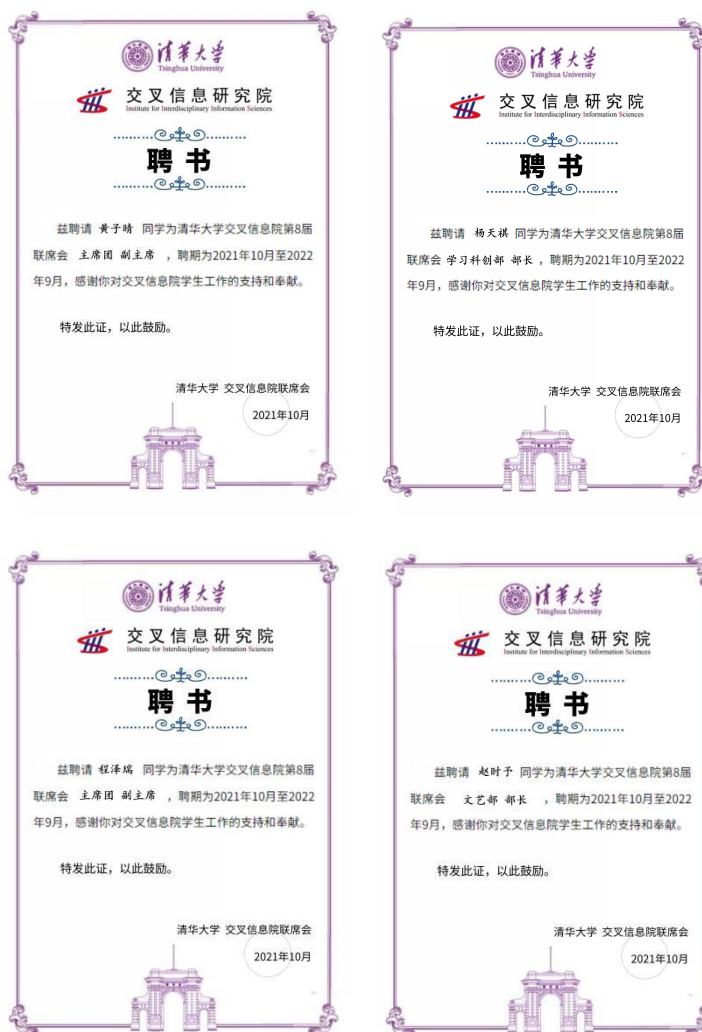 清华大学
Tsinghua University
交叉信息研究院
Institute for Interdisciplinary Information Sciences
聘 书
兹聘请 黄子晴 同学为清华大学交叉信息院第8届
联席会 主席团 副主席 ，聘期为2021年10月至2022
年9月，感谢你对交叉信息院学生工作的支持和奉献。
特发此证，以此鼓励。
清华大学 交叉信息院联席会
2021年10月
清华大学
Tsinghua University
交叉信息研究院
Institute for Interdisciplinary Information Sciences
聘 书
兹聘请 杨天祺 同学为清华大学交叉信息院第8届
联席会 学习科创部 部长 ，聘期为2021年10月至2022
年9月，感谢你对交叉信息院学生工作的支持和奉献。
特发此证，以此鼓励。
清华大学 交叉信息院联席会
2021年10月
清华大学
Tsinghua University
交叉信息研究院
Institute for Interdisciplinary Information Sciences
聘 书
兹聘请 程泽瑞 同学为清华大学交叉信息院第8届
联席会 主席团 副主席 ，聘期为2021年10月至2022
年9月，感谢你对交叉信息院学生工作的支持和奉献。
特发此证，以此鼓励。
清华大学 交叉信息院联席会
2021年10月
清华大学
Tsinghua University
交叉信息研究院
Institute for Interdisciplinary Information Sciences
聘 书
兹聘请 赵时予 同学为清华大学交叉信息院第8届
联席会 文艺部 部长 ，聘期为2021年10月至2022
年9月，感谢你对交叉信息院学生工作的支持和奉献。
特发此证，以此鼓励。
清华大学 交叉信息院联席会
2021年10月